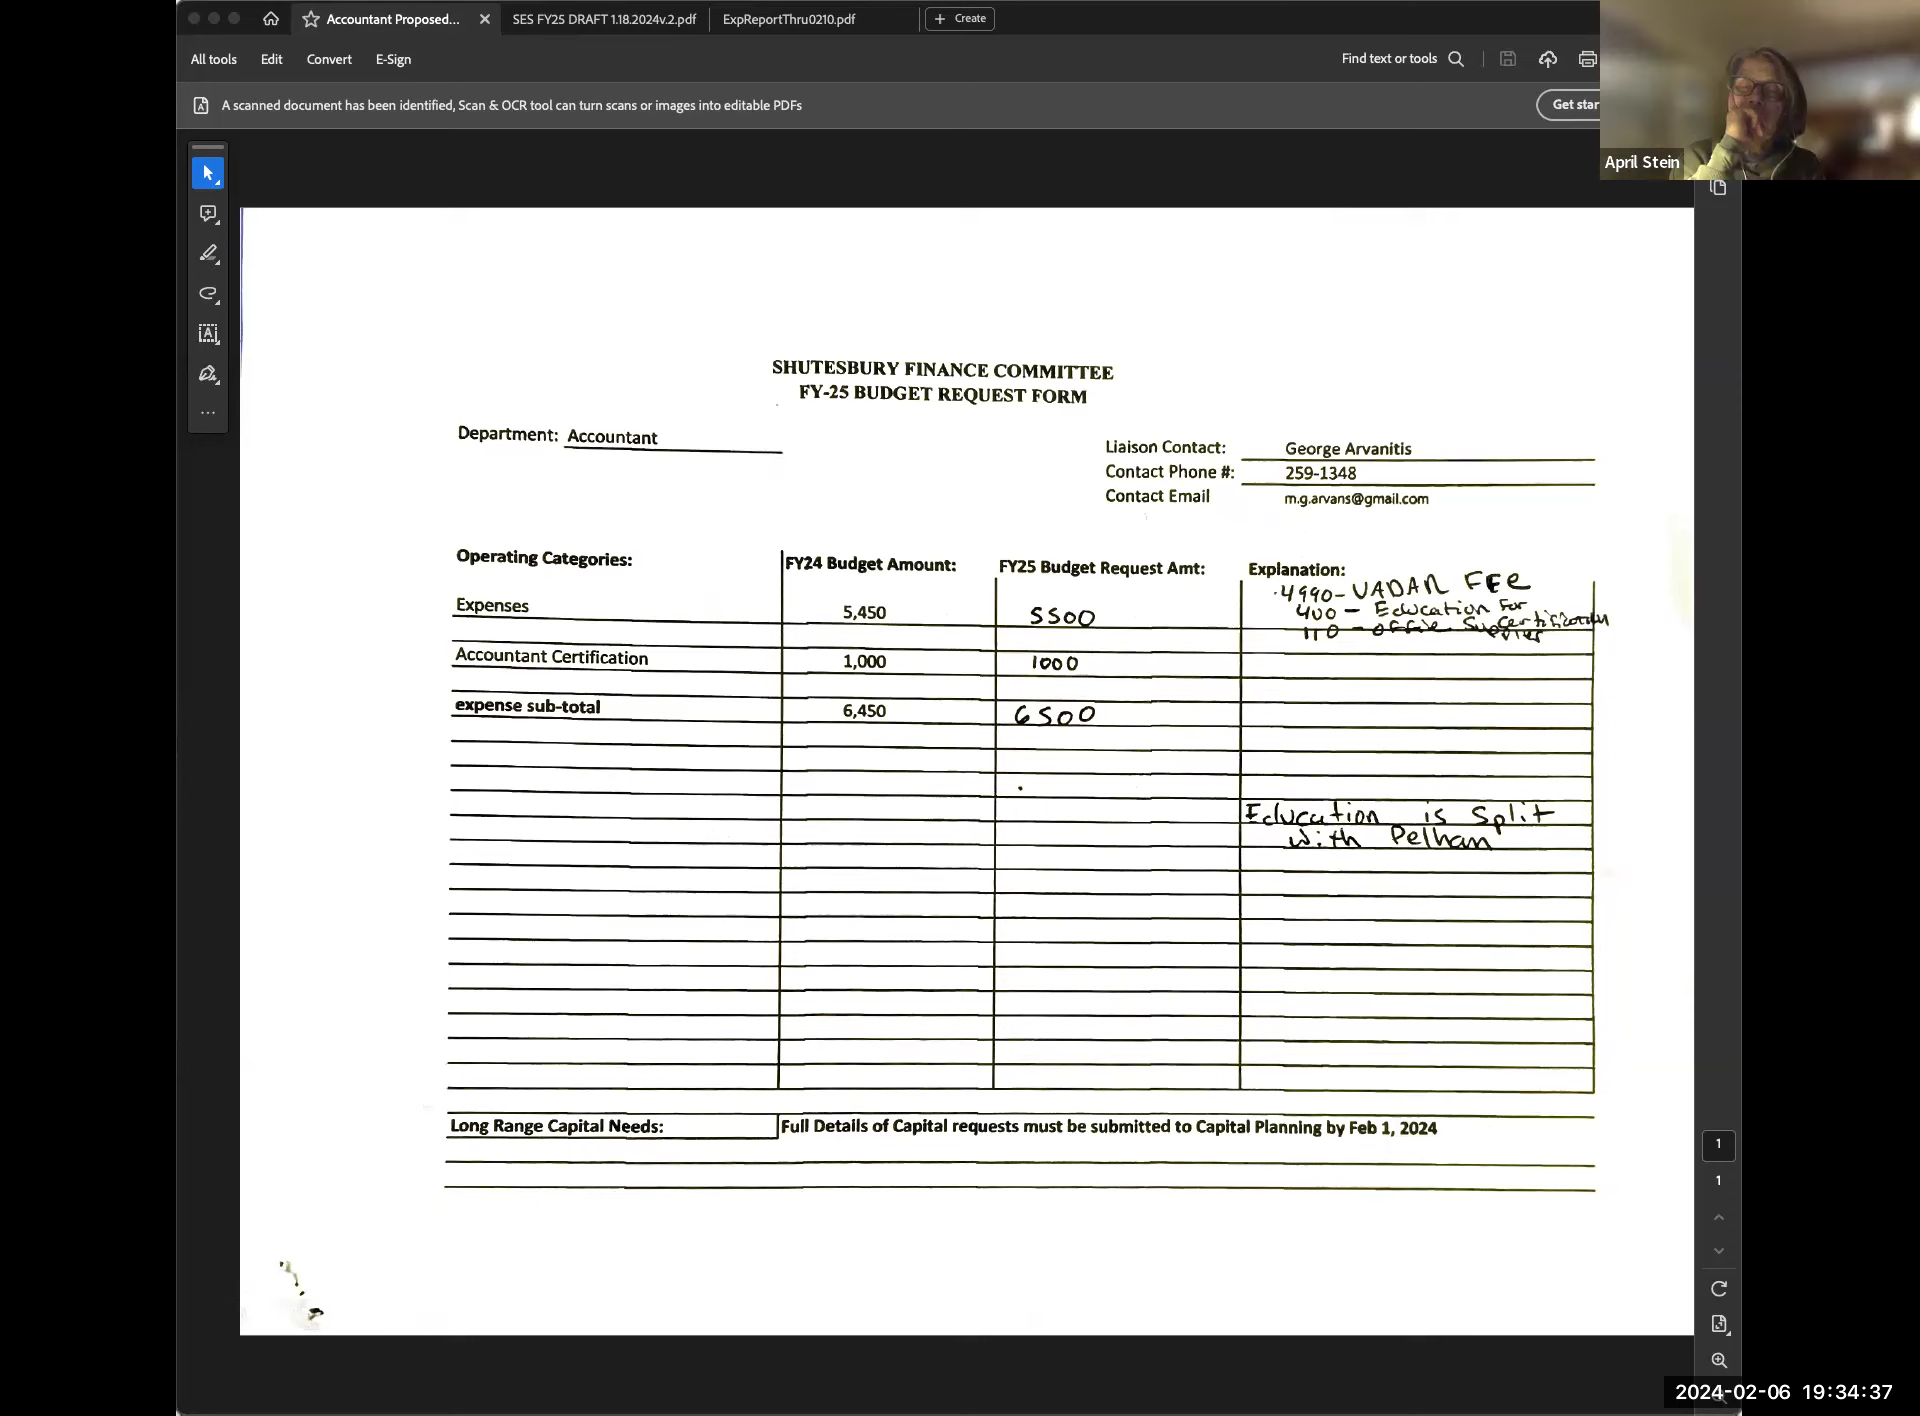 Accountant Proposed...
SES FY25 DRAFT 1.18.2024v.2.pdf
ExpReportThru0210.pdf
+ Create
All tools
Edit
Convert
E-Sign
Find text or tools
A scanned document has been identified, Scan & OCR tool can turn scans or images into editable PDFs
Get star
April Stein
SHUTESBURY FINANCE COMMITTEE
FY-25 BUDGET REQUEST FORM
Department: Accountant
Liaison Contact: George Arvanitis
Contact Phone #: 259-1348
Contact Email m.g.arvans@gmail.com
Operating Categories: FY24 Budget Amount: FY25 Budget Request Amt: Explanation:
4990 - VADAR FEE
Expenses 5,450 5500 400 - Education For Certification
110 - office Supplies
Accountant Certification 1,000 1000
expense sub-total 6,450 6500
Education is Split
with Pelham
Long Range Capital Needs: Full Details of Capital requests must be submitted to Capital Planning by Feb 1, 2024
1
1
2024-02-06 19:34:37